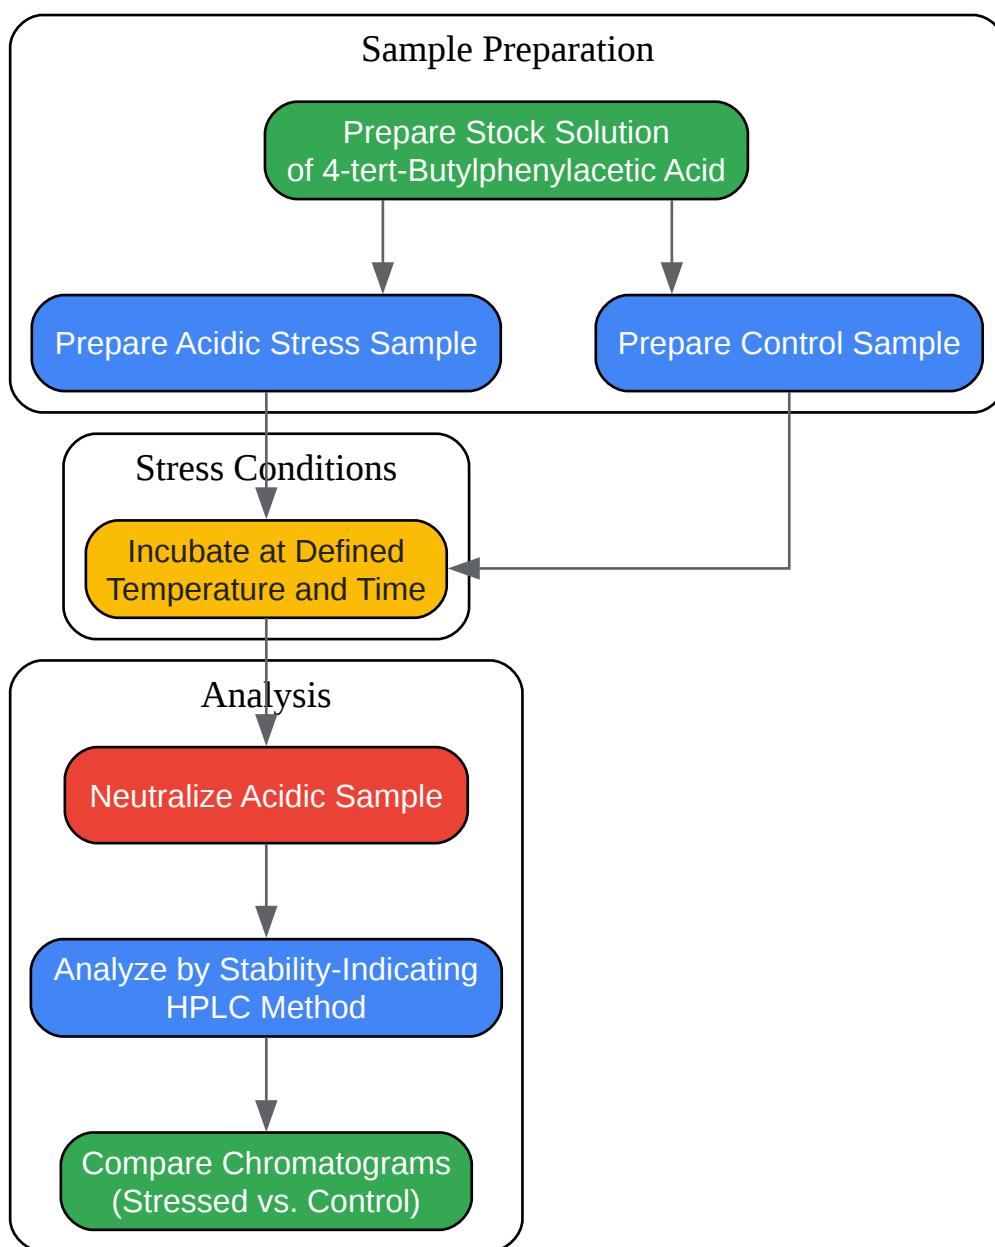 Sample Preparation
Prepare Stock Solution
of 4-tert-Butylphenylacetic Acid
Prepare Acidic Stress Sample
Prepare Control Sample
Stress Conditions
Incubate at Defined
Temperature and Time
Analysis
Neutralize Acidic Sample
Analyze by Stability-Indicating
HPLC Method
Compare Chromatograms
(Stressed vs. Control)